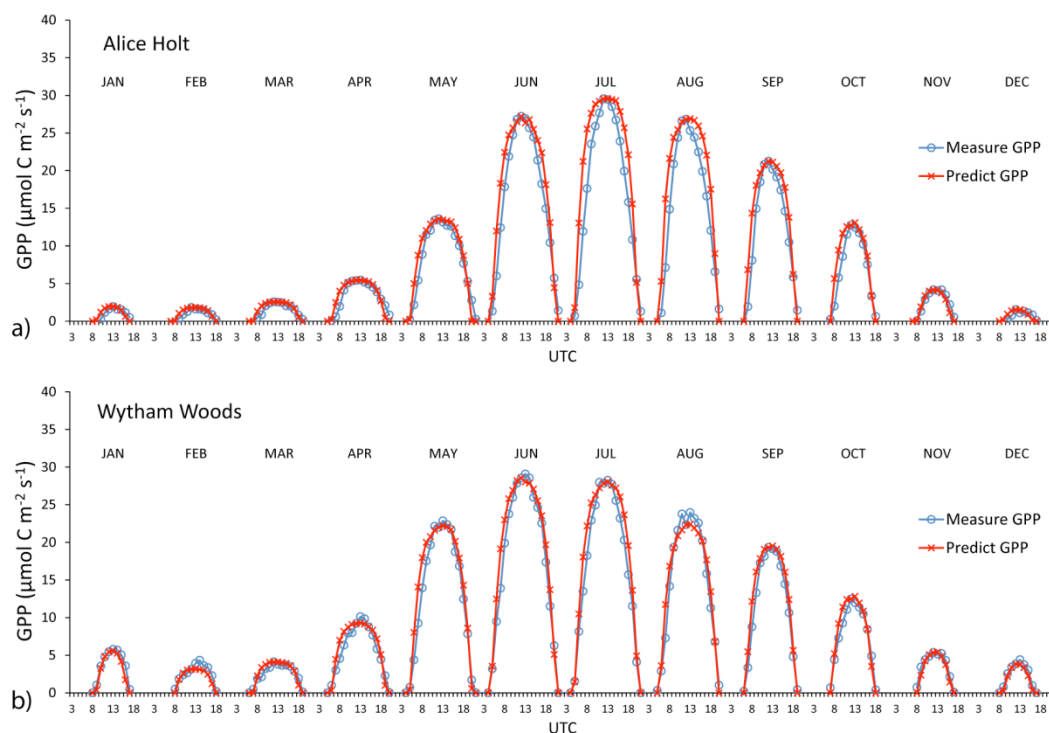 40
Alice Holt
35
JAN FEB MAR APR MAY JUN JUL AUG SEP OCT NOV DEC
30
25
Measure GPP
20
Predict GPP
15
10
5
0
GPP (µmol C m⁻² s⁻¹)
a)
3 8 13 18 3 8 13 18 3 8 13 18 3 8 13 18 3 8 13 18 3 8 13 18 3 8 13 18 3 8 13 18 3 8 13 18 3 8 13 18 3 8 13 18 3 8 13 18
UTC
40
Wytham Woods
35
JAN FEB MAR APR MAY JUN JUL AUG SEP OCT NOV DEC
30
25
Measure GPP
20
Predict GPP
15
10
5
0
GPP (µmol C m⁻² s⁻¹)
b)
3 8 13 18 3 8 13 18 3 8 13 18 3 8 13 18 3 8 13 18 3 8 13 18 3 8 13 18 3 8 13 18 3 8 13 18 3 8 13 18 3 8 13 18 3 8 13 18
UTC